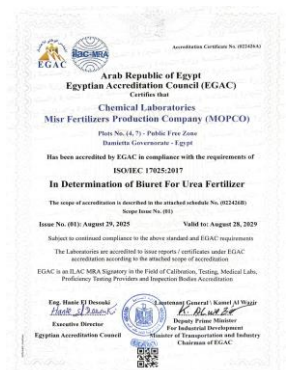 Accreditation Certificate No. (022426A)
EGAC
ilac-MRA
Arab Republic of Egypt
Egyptian Accreditation Council (EGAC)
Certifies that
Chemical Laboratories
Misr Fertilizers Production Company (MOPCO)
Plots No. (4, 7) - Public Free Zone
Damietta Governorate - Egypt
Has been accredited by EGAC in compliance with the requirements of
ISO/IEC 17025:2017
In Determination of Biuret For Urea Fertilizer
The scope of accreditation is described in the attached schedule No. (022426B)
Scope Issue No. (01)
Issue No. (01): August 29, 2025 Valid to: August 28, 2029
Subject to continued compliance to the above standard and EGAC requirements
The Laboratories are accredited to issue reports / certificates under EGAC
accreditation according to the attached scope of accreditation
EGAC is an ILAC MRA Signatory in the Field of Calibration, Testing, Medical Labs,
Proficiency Testing Providers and Inspection Bodies Accreditation
Eng. Hanie El Desouki
Executive Director
Egyptian Accreditation Council
Lieutenant General \ Kamel Al Wazir
Deputy Prime Minister
For Industrial Development
Minister of Transportation and Industry
Chairman of EGAC